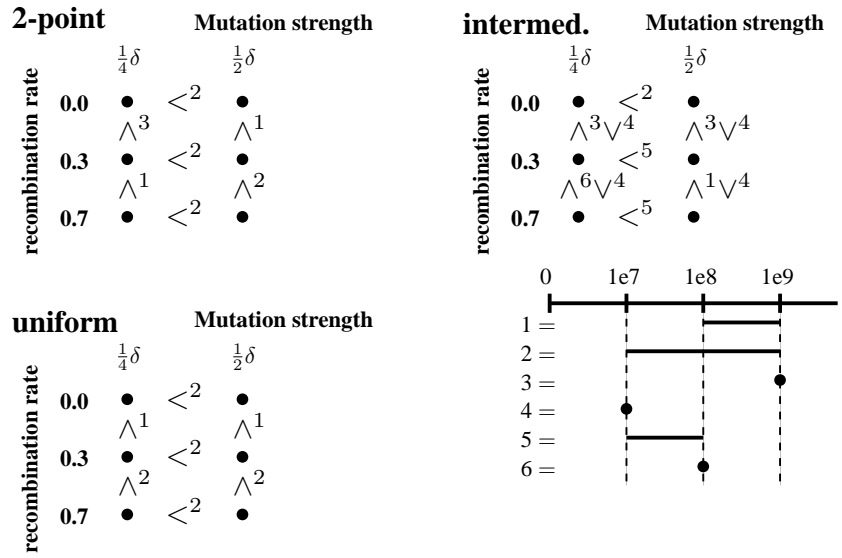 2-point Mutation strength
¼δ ½δ
recombination rate
0.0 • <² •
∧³ ∧¹
0.3 • <² •
∧¹ ∧²
0.7 • <² •
intermed. Mutation strength
¼δ ½δ
recombination rate
0.0 • <² •
∧³∨⁴ ∧³∨⁴
0.3 • <⁵ •
∧⁶∨⁴ ∧¹∨⁴
0.7 • <⁵ •
uniform Mutation strength
¼δ ½δ
recombination rate
0.0 • <² •
∧¹ ∧¹
0.3 • <² •
∧² ∧²
0.7 • <² •
0 1e7 1e8 1e9
1 =
2 =
3 =
4 =
5 =
6 =